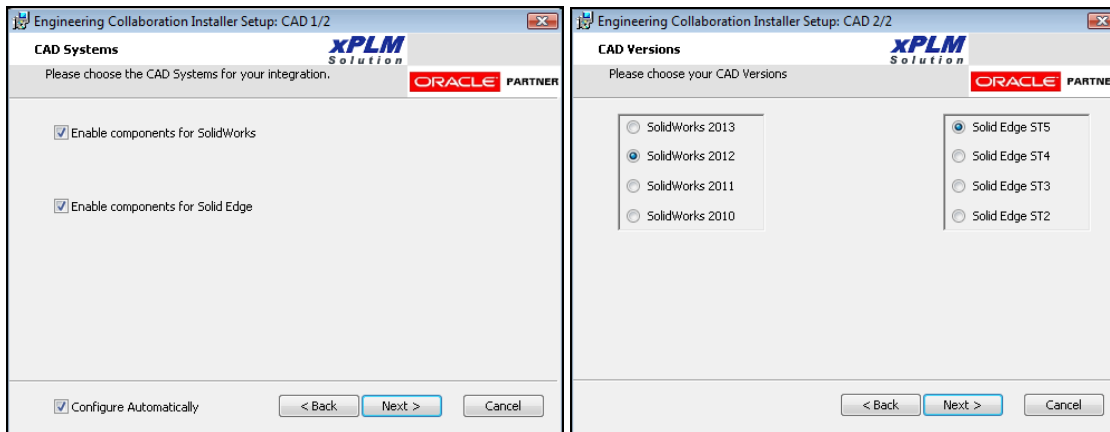 Engineering Collaboration Installer Setup: CAD 1/2
CAD Systems
xPLM
Solution
Please choose the CAD Systems for your integration.
ORACLE PARTNER
Enable components for SolidWorks
Enable components for Solid Edge
Configure Automatically
< Back
Next >
Cancel
Engineering Collaboration Installer Setup: CAD 2/2
CAD Versions
xPLM
Solution
Please choose your CAD Versions
ORACLE PARTNE
SolidWorks 2013
SolidWorks 2012
SolidWorks 2011
SolidWorks 2010
Solid Edge ST5
Solid Edge ST4
Solid Edge ST3
Solid Edge ST2
< Back
Next >
Cancel